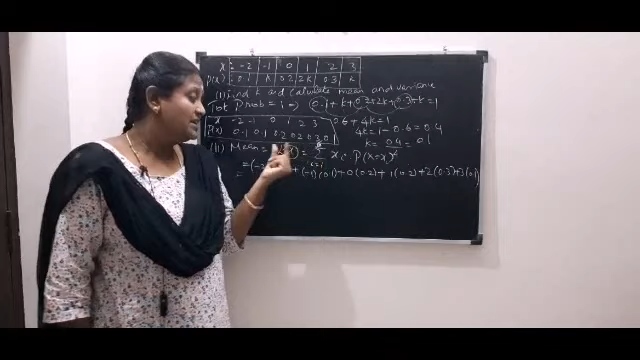 x : -2 -1 0 1 2 3
P(x) : 0.1 k 0.2 2k 0.3 k
(i) Find k and calculate mean and variance
Tot Prob = 1 ⇒ 0.1 + k + 0.2 + 2k + 0.3 + k = 1
x -2 -1 0 1 2 3
P(x) 0.1 0.1 0.2 0.2 0.3 0.1
0.6 + 4k = 1
4k = 1 - 0.6 = 0.4
k = 0.4 = 0.1
(ii) Mean = = Σ x. P(X=x)
= (-2 + (-1)(0.1) + 0(0.2) + 1(0.2) + 2(0.3) + 3(0.1)
=